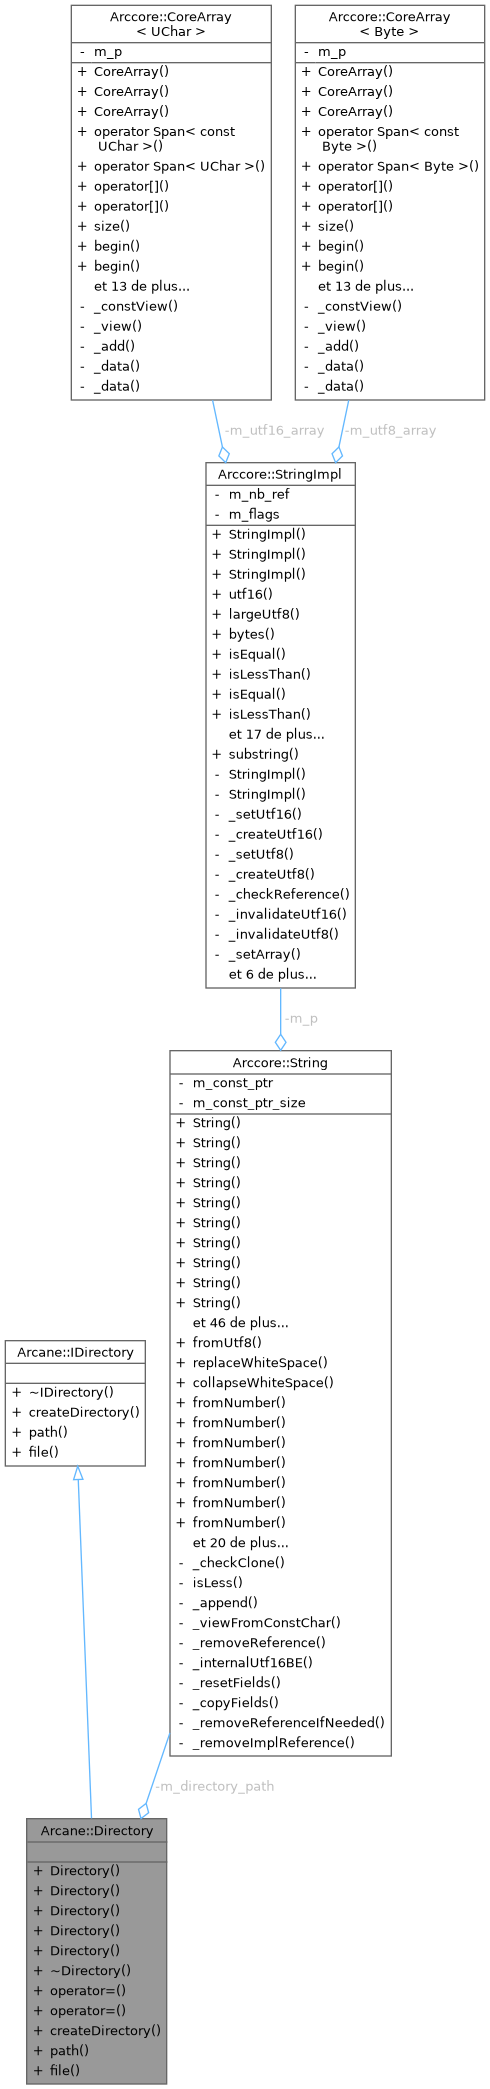 Arccore::CoreArray
< UChar >
- m_p
+ CoreArray()
+ CoreArray()
+ CoreArray()
+ operator Span< const
UChar >()
+ operator Span< UChar >()
+ operator[]()
+ operator[]()
+ size()
+ begin()
+ begin()
et 13 de plus...
- _constView()
- _view()
- _add()
- _data()
- _data()
Arccore::CoreArray
< Byte >
- m_p
+ CoreArray()
+ CoreArray()
+ CoreArray()
+ operator Span< const
Byte >()
+ operator Span< Byte >()
+ operator[]()
+ operator[]()
+ size()
+ begin()
+ begin()
et 13 de plus...
- _constView()
- _view()
- _add()
- _data()
- _data()
-m_utf16_array
-m_utf8_array
Arccore::StringImpl
- m_nb_ref
- m_flags
+ StringImpl()
+ StringImpl()
+ StringImpl()
+ utf16()
+ largeUtf8()
+ bytes()
+ isEqual()
+ isLessThan()
+ isEqual()
+ isLessThan()
et 17 de plus...
+ substring()
- StringImpl()
- StringImpl()
- _setUtf16()
- _createUtf16()
- _setUtf8()
- _createUtf8()
- _checkReference()
- _invalidateUtf16()
- _invalidateUtf8()
- _setArray()
et 6 de plus...
-m_p
Arccore::String
- m_const_ptr
- m_const_ptr_size
+ String()
+ String()
+ String()
+ String()
+ String()
+ String()
+ String()
+ String()
+ String()
+ String()
et 46 de plus...
+ fromUtf8()
+ replaceWhiteSpace()
+ collapseWhiteSpace()
+ fromNumber()
+ fromNumber()
+ fromNumber()
+ fromNumber()
+ fromNumber()
+ fromNumber()
+ fromNumber()
et 20 de plus...
- _checkClone()
- isLess()
- _append()
- _viewFromConstChar()
- _removeReference()
- _internalUtf16BE()
- _resetFields()
- _copyFields()
- _removeReferenceIfNeeded()
- _removeImplReference()
Arcane::IDirectory
+ ~IDirectory()
+ createDirectory()
+ path()
+ file()
-m_directory_path
Arcane::Directory
+ Directory()
+ Directory()
+ Directory()
+ Directory()
+ Directory()
+ ~Directory()
+ operator=()
+ operator=()
+ createDirectory()
+ path()
+ file()